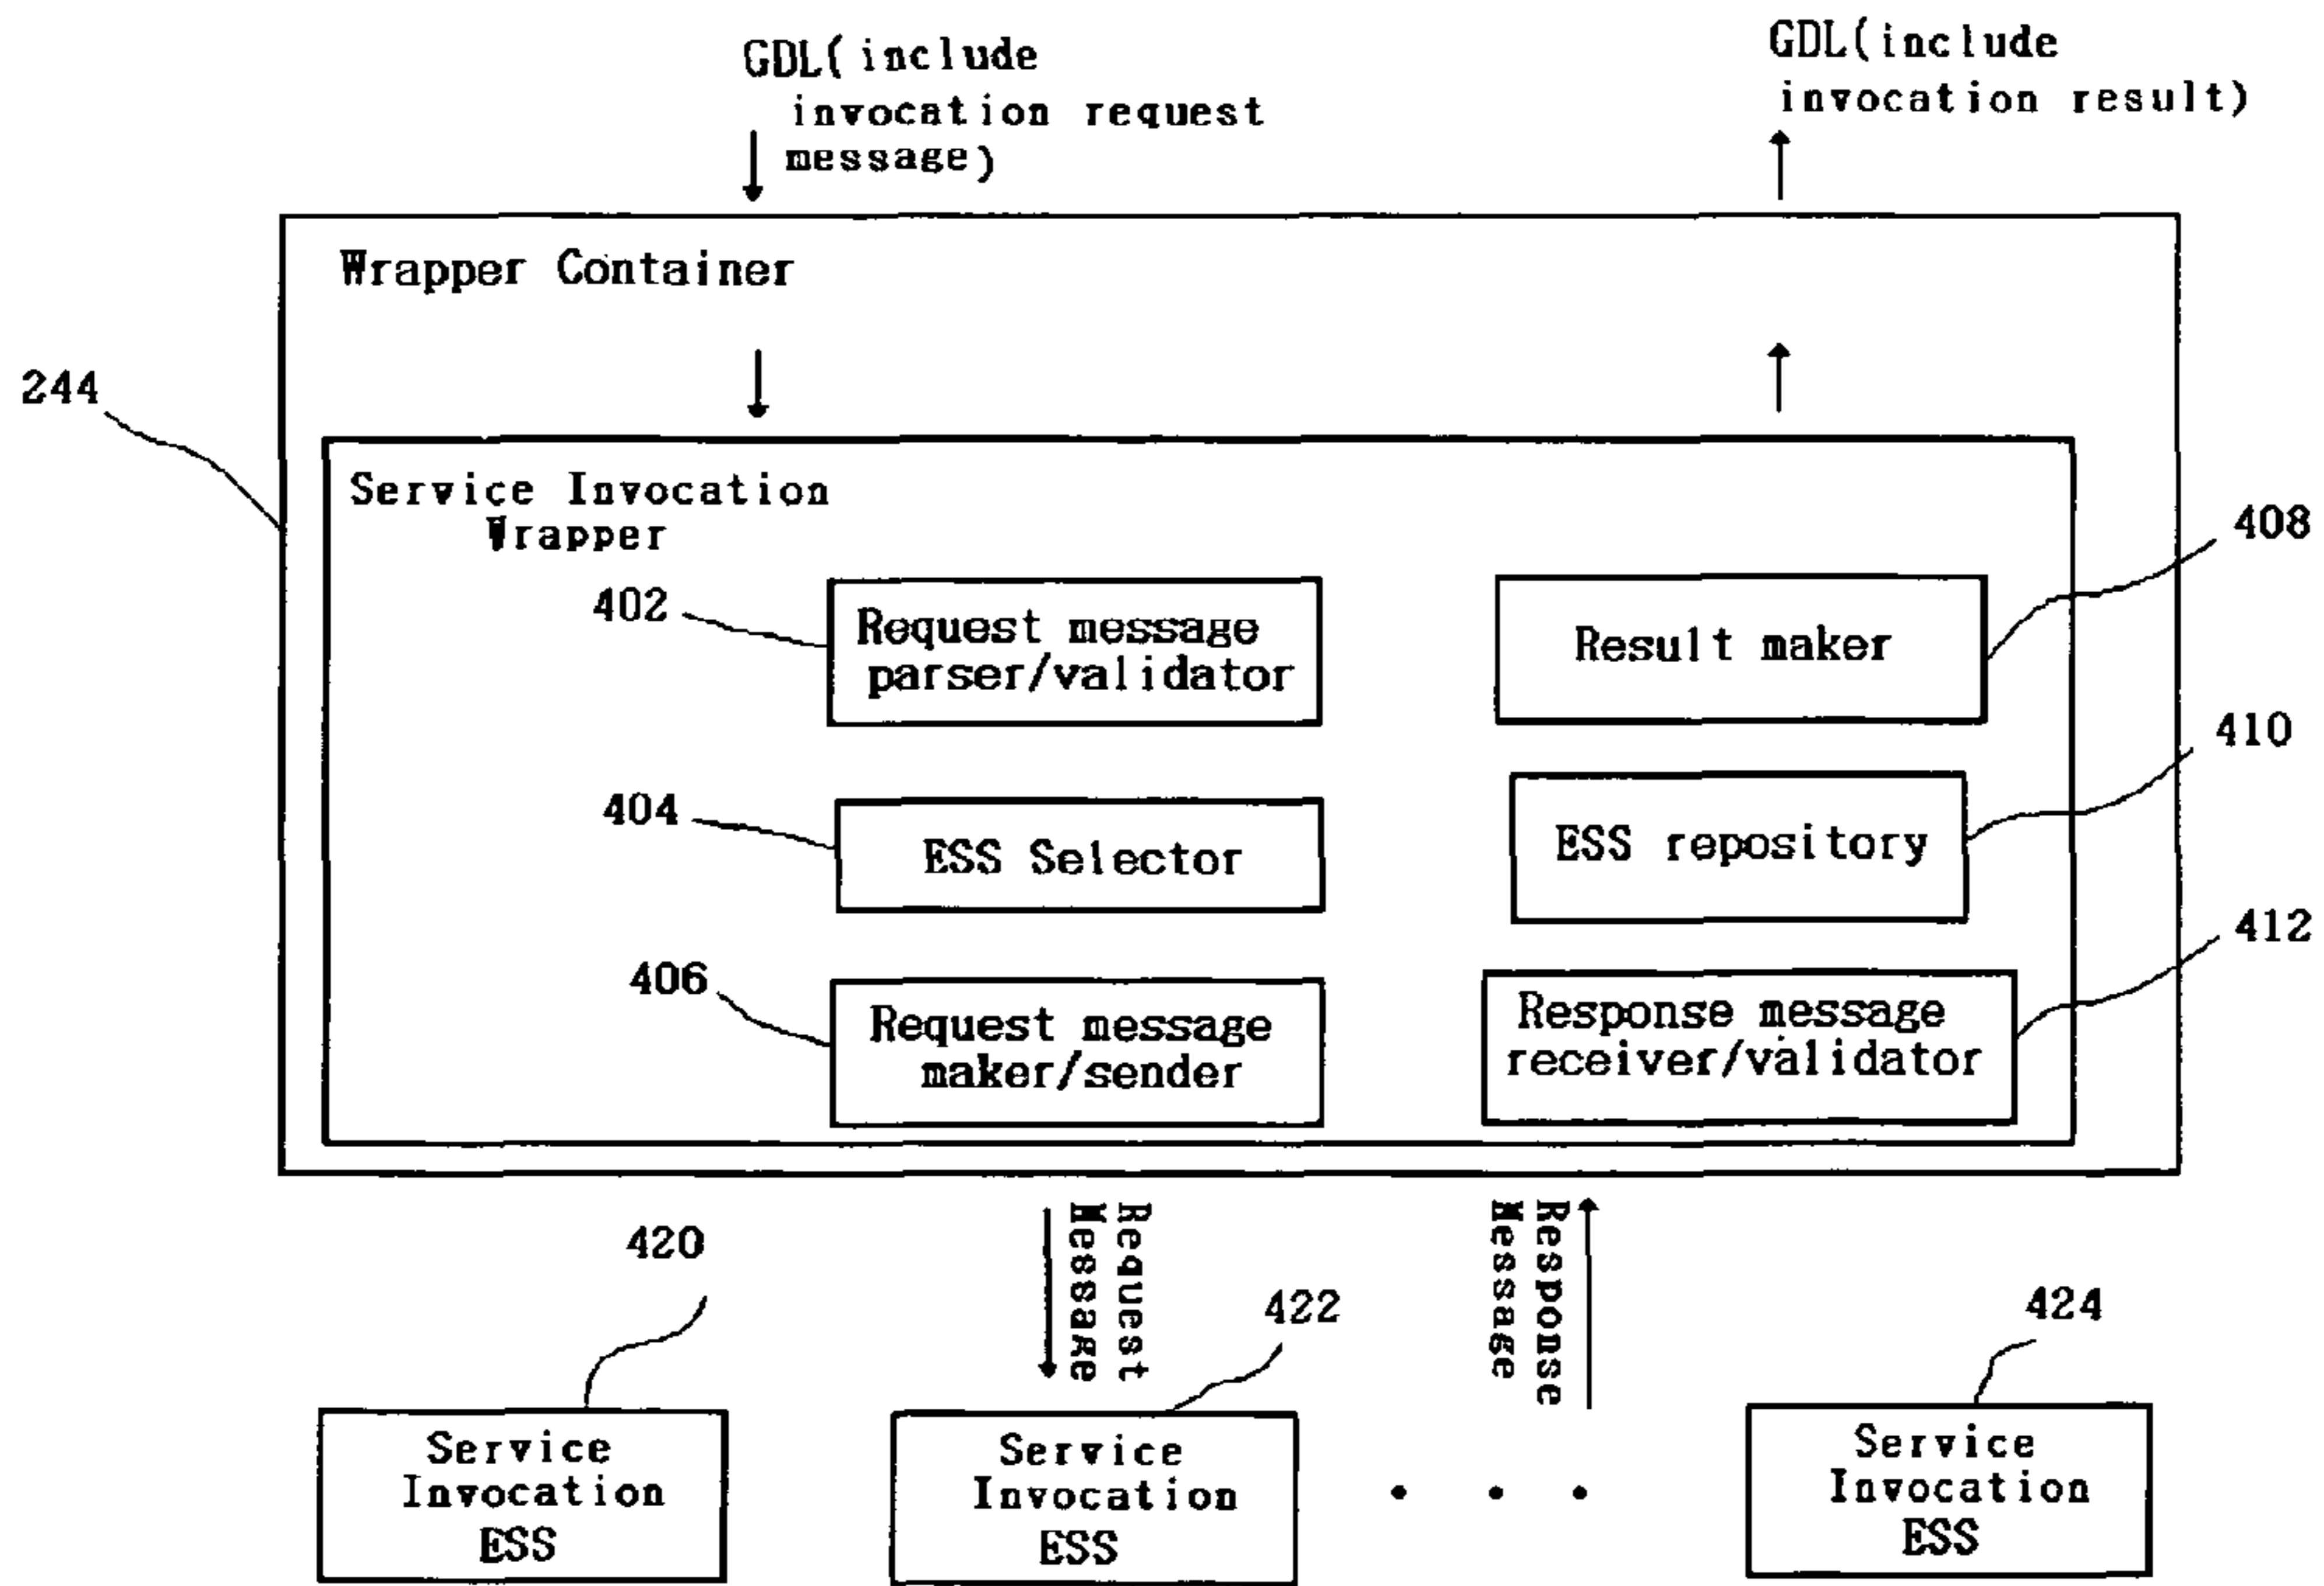 GDL(include
invocation request
message)
GDL(include
invocation result)
Wrapper Container
244
Service Invocation
Wrapper
402
Request message
parser/validator
Result maker
408
404
ESS Selector
ESS repository
410
406
Request message
maker/sender
Response message
receiver/validator
412
Request
Message
Response
Message
420
422
424
Service
Invocation
ESS
Service
Invocation
ESS
. . .
Service
Invocation
ESS